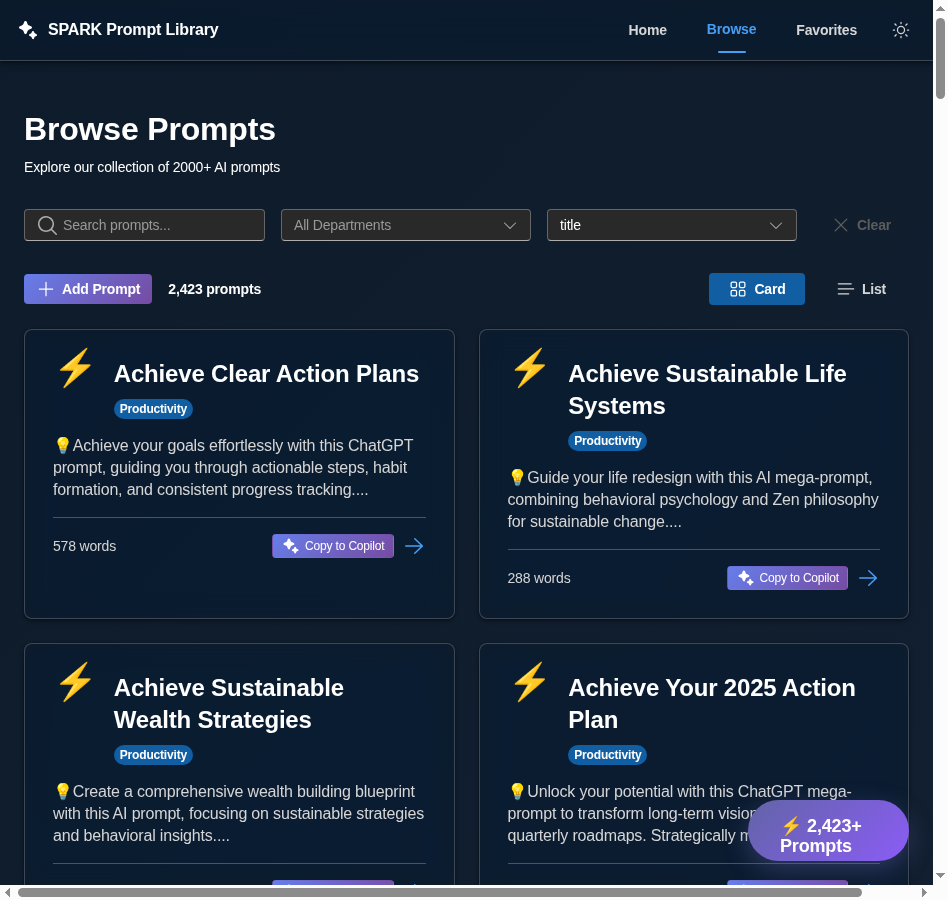 SPARK Prompt Library
Home
Browse
Favorites
Browse Prompts
Explore our collection of 2000+ AI prompts
Search prompts...
All Departments
title
Clear
Add Prompt
2,423 prompts
Card
List
Achieve Clear Action Plans
Productivity
💡Achieve your goals effortlessly with this ChatGPT
prompt, guiding you through actionable steps, habit
formation, and consistent progress tracking....
578 words
Copy to Copilot
Achieve Sustainable Life
Systems
Productivity
💡Guide your life redesign with this AI mega-prompt,
combining behavioral psychology and Zen philosophy
for sustainable change....
288 words
Copy to Copilot
Achieve Sustainable
Wealth Strategies
Productivity
💡Create a comprehensive wealth building blueprint
with this AI prompt, focusing on sustainable strategies
and behavioral insights....
Achieve Your 2025 Action
Plan
Productivity
💡Unlock your potential with this ChatGPT mega-
prompt to transform long-term
quarterly roadmaps. Strategically
⚡ 2,423+
Prompts